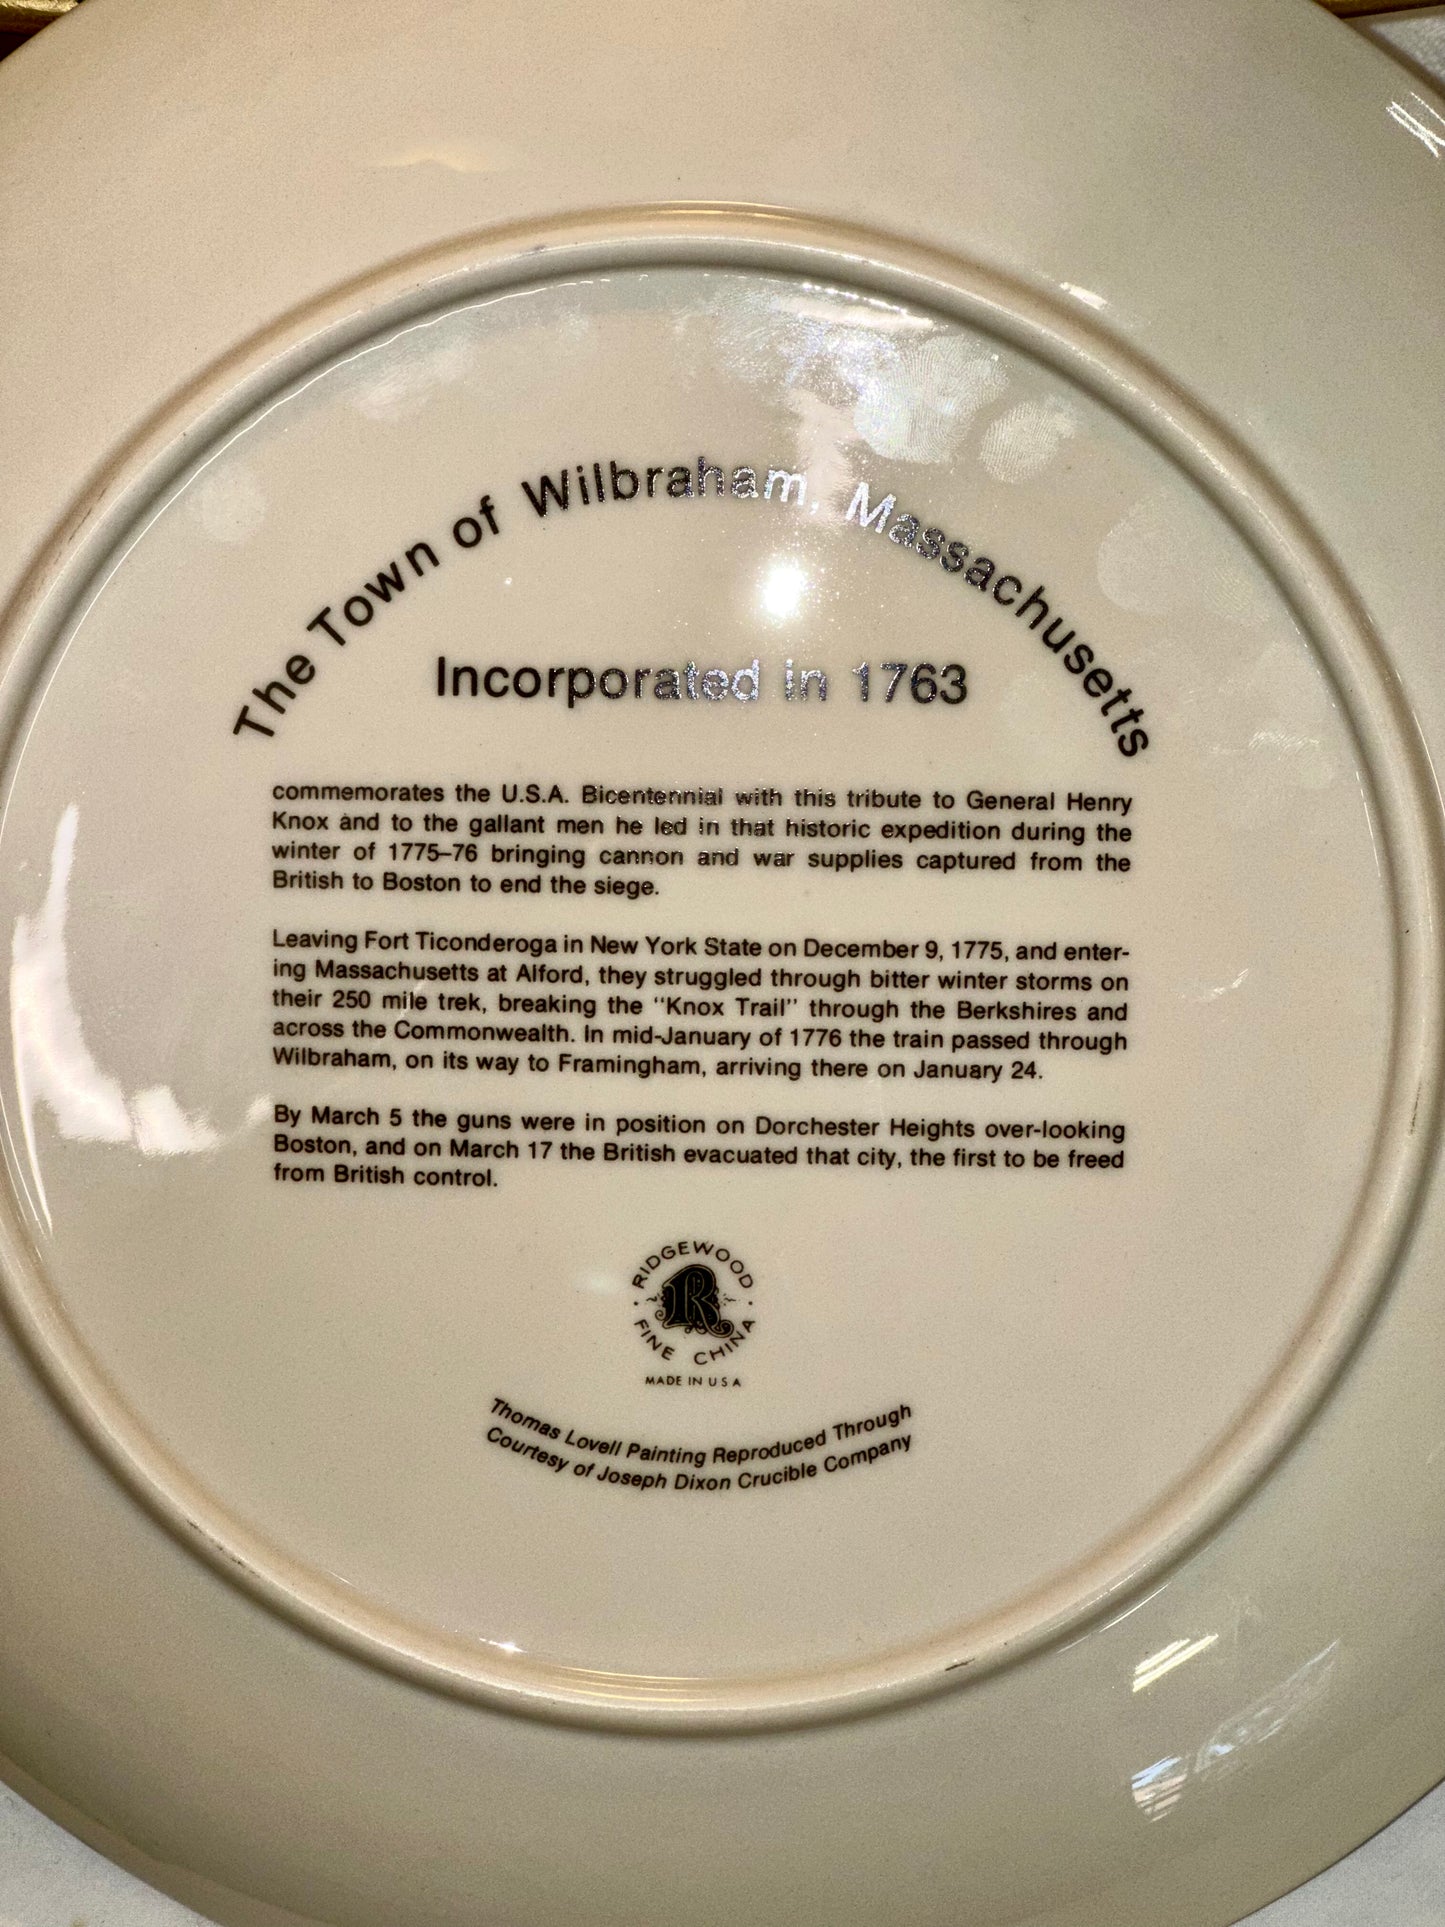 The Town of Wilbraham, Massachusetts
Incorporated in 1763
commemorates the U.S.A. Bicentennial with this tribute to General Henry
Knox and to the gallant men he led in that historic expedition during the
winter of 1775–76 bringing cannon and war supplies captured from the
British to Boston to end the siege.
Leaving Fort Ticonderoga in New York State on December 9, 1775, and enter-
ing Massachusetts at Alford, they struggled through bitter winter storms on
their 250 mile trek, breaking the "Knox Trail" through the Berkshires and
across the Commonwealth. In mid-January of 1776 the train passed through
Wilbraham, on its way to Framingham, arriving there on January 24.
By March 5 the guns were in position on Dorchester Heights over-looking
Boston, and on March 17 the British evacuated that city, the first to be freed
from British control.
RIDGEWOOD
R
FINE CHINA
MADE IN U S A
Thomas Lovell Painting Reproduced Through
Courtesy of Joseph Dixon Crucible Company